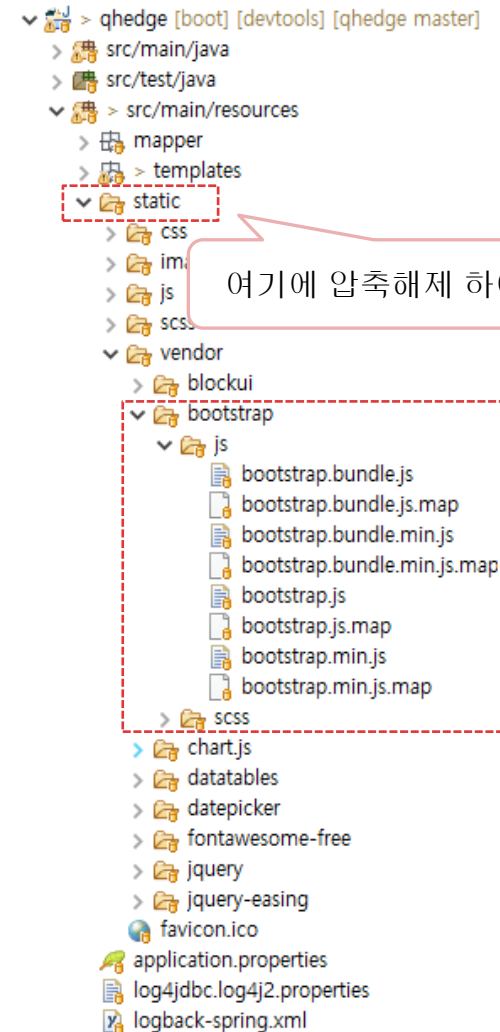 > qhedge [boot] [devtools] [qhedge master]
src/main/java
src/test/java
> src/main/resources
mapper
> templates
static
css
js
여기에 압축해제
vendor
blockui
bootstrap
js
bootstrap.bundle.js
bootstrap.bundle.js.map
bootstrap.bundle.min.js
bootstrap.bundle.min.js.map
bootstrap.js
bootstrap.js.map
bootstrap.min.js
bootstrap.min.js.map
scss
chart.js
datatables
datepicker
fontawesome-free
jquery
jquery-easing
favicon.ico
application.properties
log4jdbc.log4j2.properties
logback-spring.xml